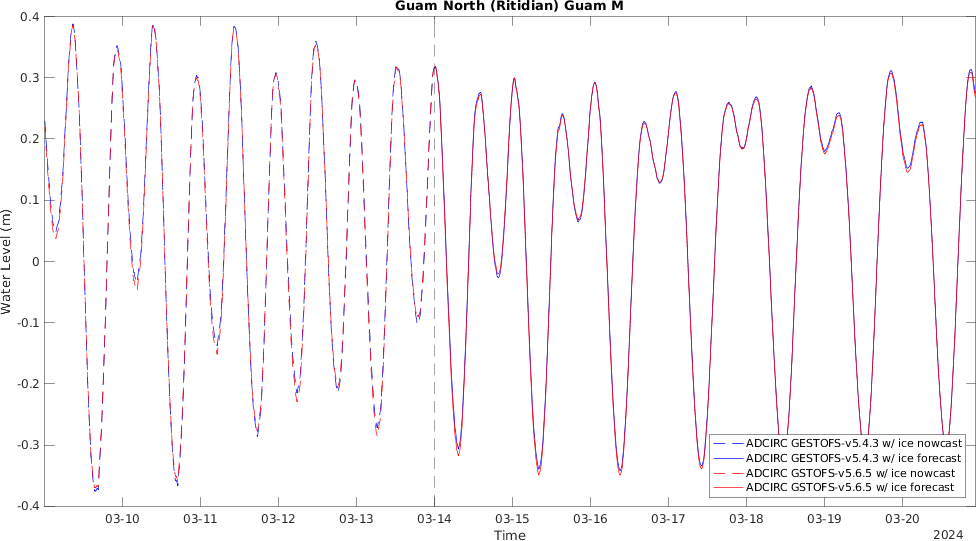 Guam North (Ritidian) Guam M
Water Level (m)
0.4
0.3
0.2
0.1
0
-0.1
-0.2
-0.3
-0.4
ADCIRC GESTOFS-v5.4.3 w/ ice nowcast
ADCIRC GESTOFS-v5.4.3 w/ ice forecast
ADCIRC GSTOFS-v5.6.5 w/ ice nowcast
ADCIRC GSTOFS-v5.6.5 w/ ice forecast
03-10 03-11 03-12 03-13 03-14 03-15 03-16 03-17 03-18 03-19 03-20
Time
2024